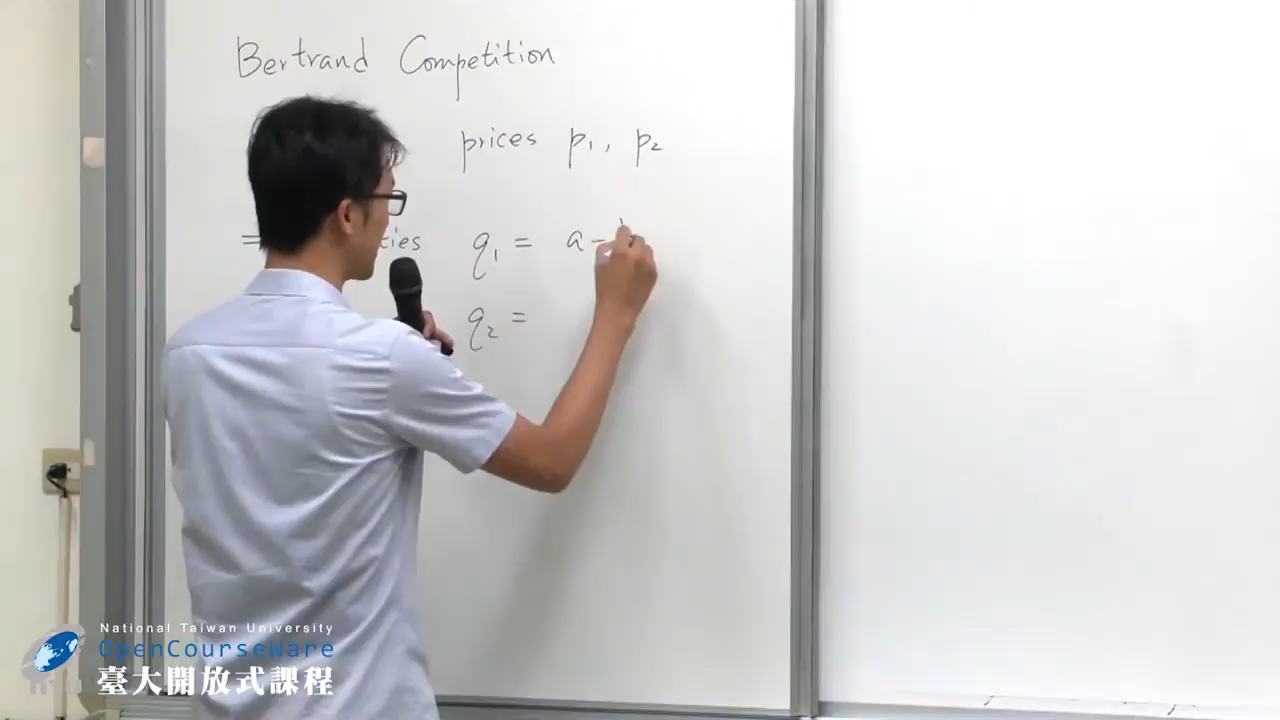 Bertrand Competition
prices p₁, p₂
= ties q₁ = a -
q₂ =
National Taiwan University
OpenCourseWare
臺大開放式課程